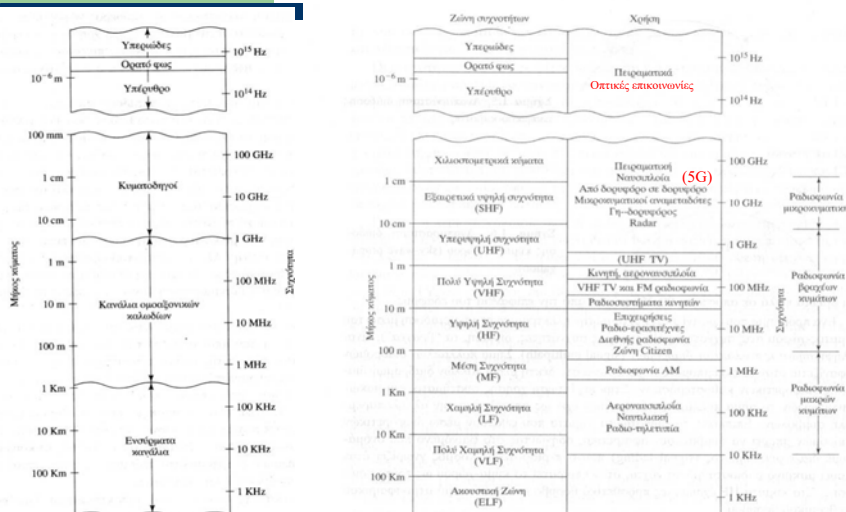 Υπεριώδες
Ορατό φως
Υπέρυθρο
10⁻⁶ m
10¹⁵ Hz
10¹⁴ Hz
100 mm
1 cm
10 cm
1 m
10 m
100 m
1 Km
10 Km
100 Km
Μήκος κύματος
Κυματοδηγοί
Κανάλια ομοαξονικών
καλωδίων
Ενσύρματα
κανάλια
100 GHz
10 GHz
1 GHz
100 MHz
10 MHz
1 MHz
100 KHz
10 KHz
1 KHz
Συχνότητα
Ζώνη συχνοτήτων
Χρήση
Υπεριώδες
Ορατό φως
Υπέρυθρο
10⁻⁶ m
Πειραματικά
Οπτικές επικοινωνίες
10¹⁵ Hz
10¹⁴ Hz
1 cm
10 cm
1 m
10 m
100 m
1 Km
10 Km
100 Km
Μήκος κύματος
Χιλιοστομετρικά κύματα
Εξαιρετικά υψηλή συχνότητα
(SHF)
Υπερυψηλή συχνότητα
(UHF)
Πολύ Υψηλή Συχνότητα
(VHF)
Υψηλή Συχνότητα
(HF)
Μέση Συχνότητα
(MF)
Χαμηλή Συχνότητα
(LF)
Πολύ Χαμηλή Συχνότητα
(VLF)
Ακουστική Ζώνη
(ELF)
Πειραματική
Ναυσιπλοΐα (5G)
Από δορυφόρο σε δορυφόρο
Μικροκυματικοί αναμεταδότες
Γη–δορυφόρος
Radar
(UHF TV)
Κινητή, αεροναυσιπλοΐα
VHF TV και FM ραδιοφωνία
Ραδιοσυστήματα κινητών
Επιχειρήσεις
Ραδιο-ερασιτέχνες
Διεθνής ραδιοφωνία
Ζώνη Citizen
Ραδιοφωνία AM
Αεροναυσιπλοΐα
Ναυτιλιακή
Ραδιο-τηλετυπία
100 GHz
10 GHz
1 GHz
100 MHz
10 MHz
1 MHz
100 KHz
10 KHz
1 KHz
Συχνότητα
Ραδιοφωνία
μικροκυματικ
Ραδιοφωνία
βραχέων
κυμάτων
Ραδιοφωνία
μακρών
κυμάτων